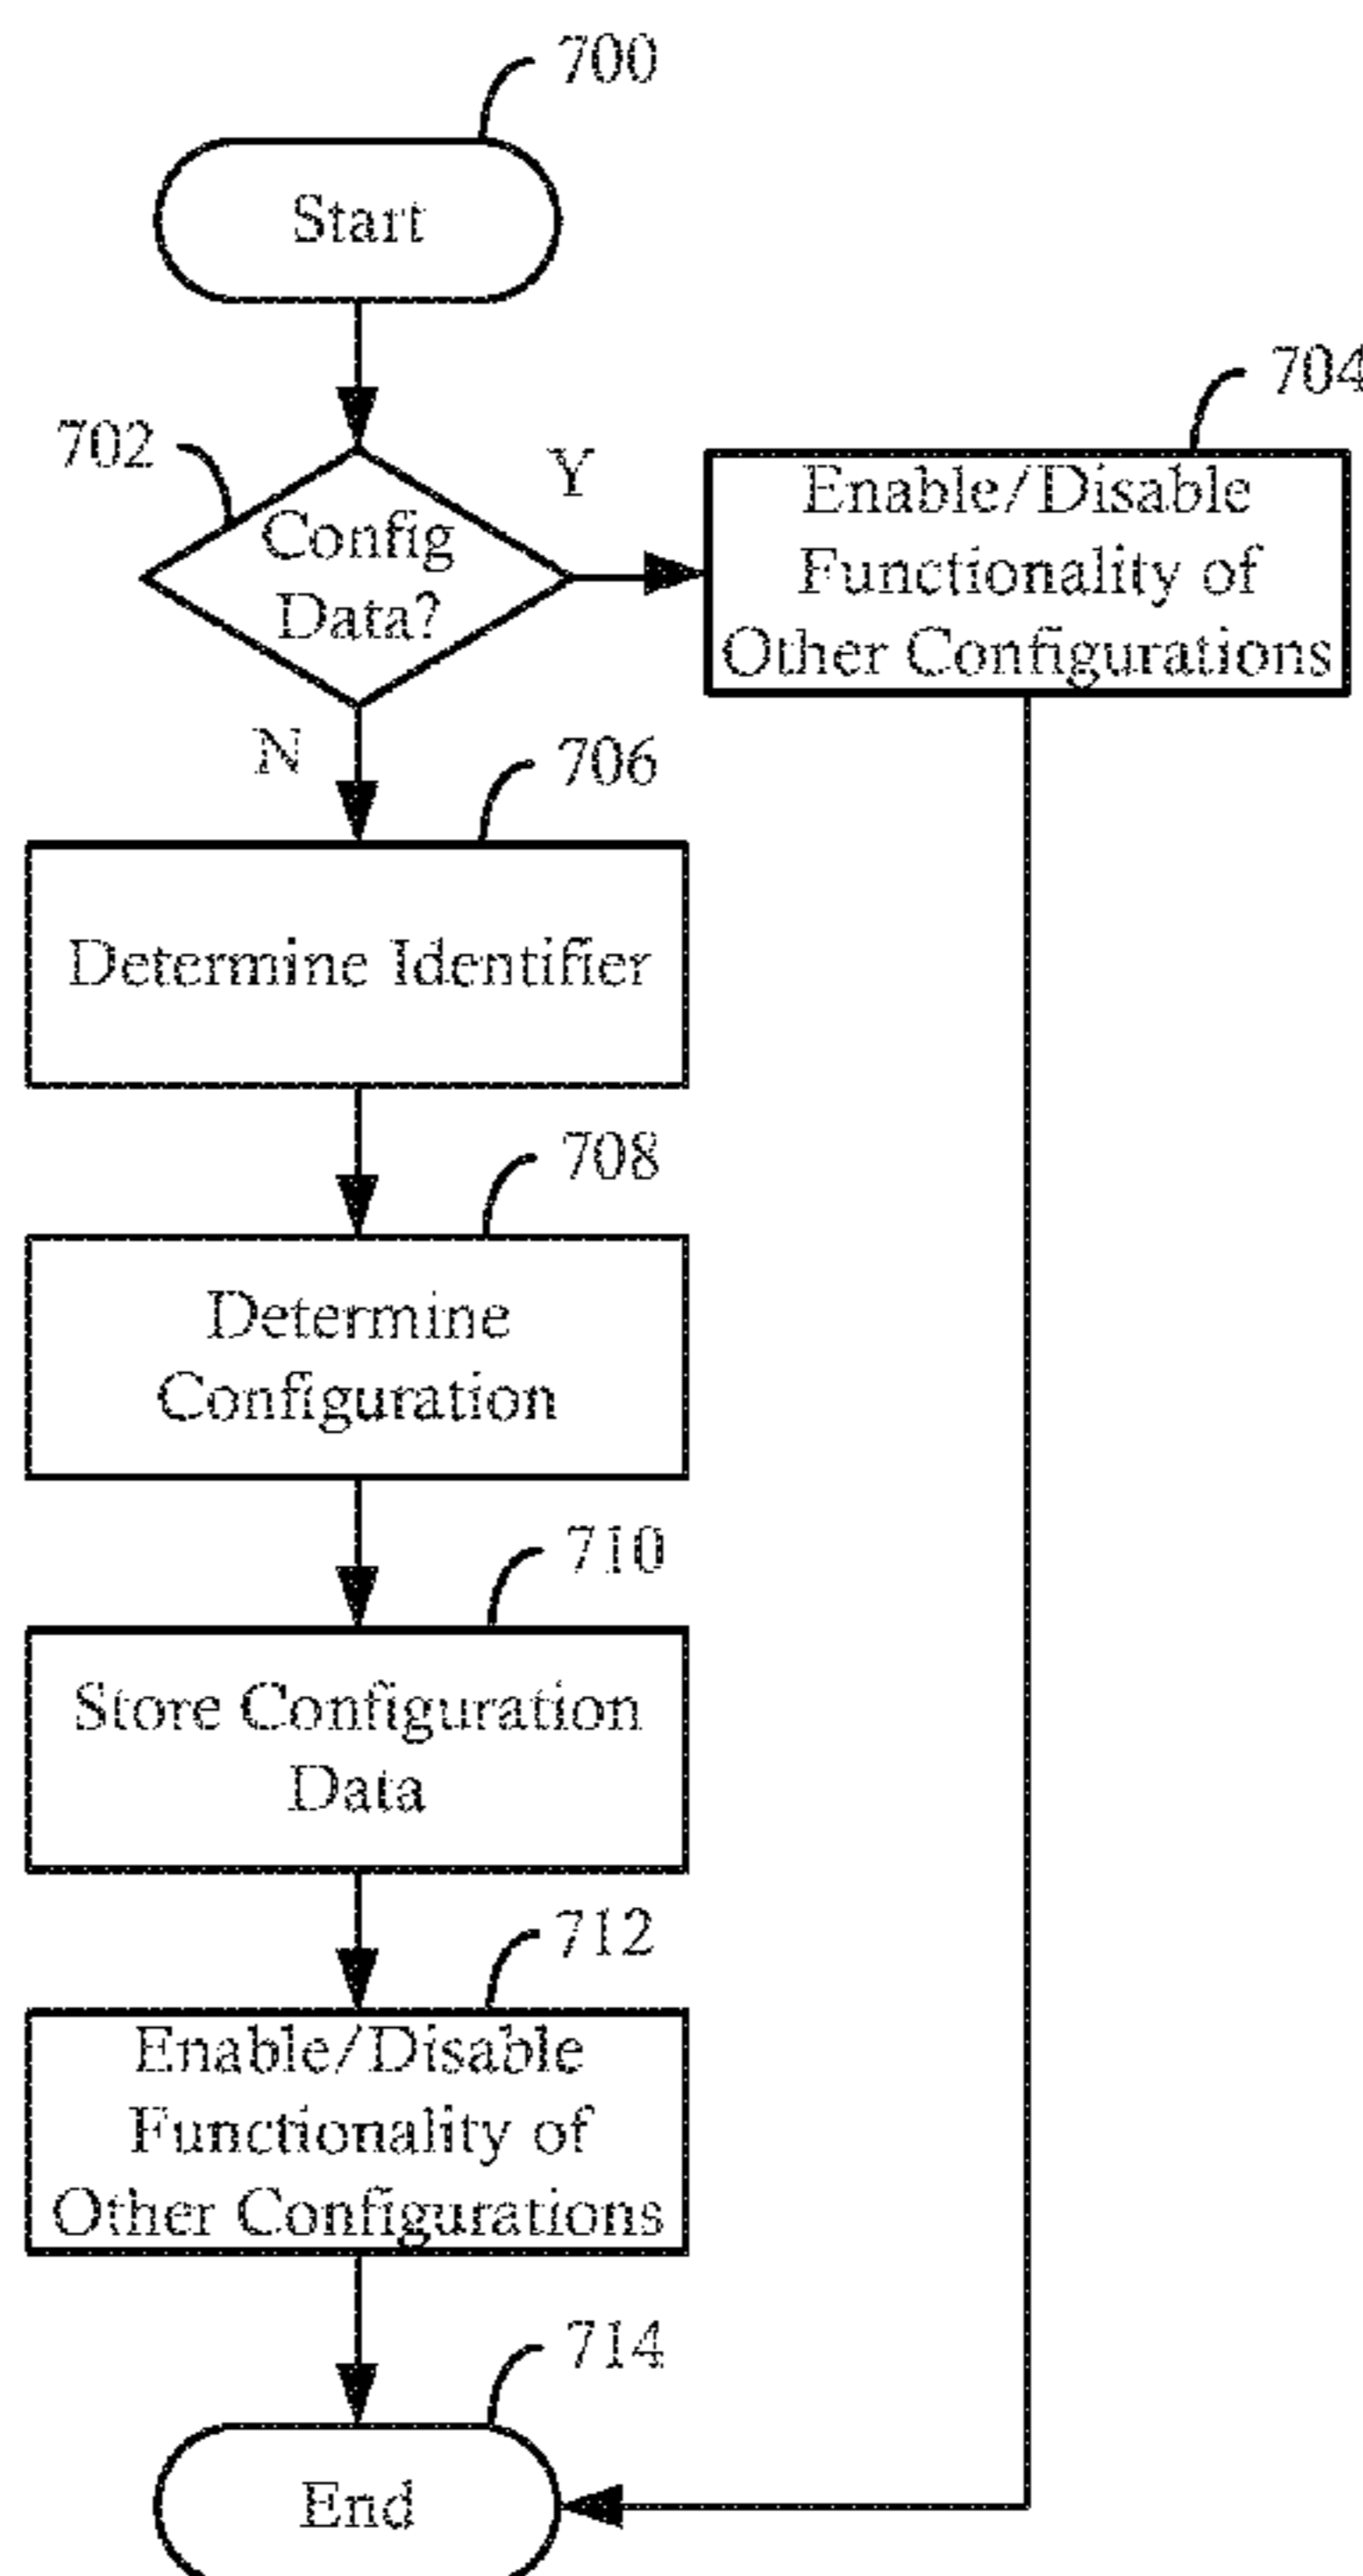 700
Start
702
Config
Data?
Y
N
704
Enable/Disable
Functionality of
Other Configurations
706
Determine Identifier
708
Determine
Configuration
710
Store Configuration
Data
712
Enable/Disable
Functionality of
Other Configurations
714
End